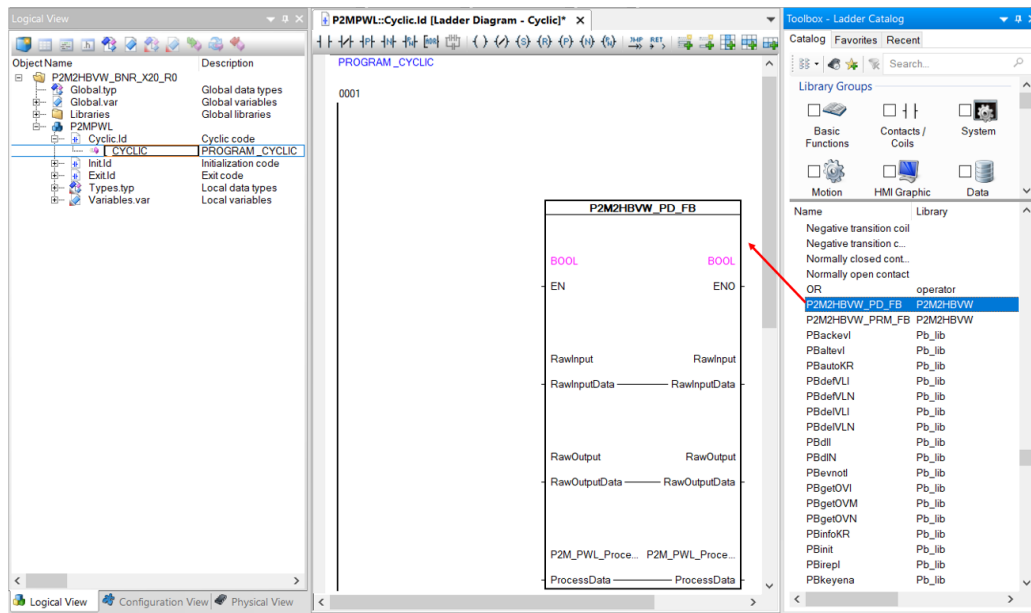 Logical View
Object Name Description
P2M2HBVW_BNR_X20_R0
Global.typ Global data types
Global.var Global variables
Libraries Global libraries
P2MPWL
Cyclic.ld Cyclic code
CYCLIC PROGRAM _CYCLIC
Init.ld Initialization code
Exit.ld Exit code
Types.typ Local data types
Variables.var Local variables
Logical View Configuration View Physical View
P2MPWL::Cyclic.ld [Ladder Diagram - Cyclic]*
PROGRAM _CYCLIC
0001
P2M2HBVW_PD_FB
BOOL BOOL
EN ENO
RawInput RawInput
RawInputData RawInputData
RawOutput RawOutput
RawOutputData RawOutputData
P2M_PWL_Proce... P2M_PWL_Proce...
ProcessData ProcessData
Toolbox - Ladder Catalog
Catalog Favorites Recent
Search...
Library Groups
Basic Functions
Contacts / Coils
System
Motion
HMI Graphic
Data
Name Library
Negative transition coil
Negative transition c...
Normally closed cont...
Normally open contact
OR operator
P2M2HBVW_PD_FB P2M2HBVW
P2M2HBVW_PRM_FB P2M2HBVW
PBackevl Pb_lib
PBaltevl Pb_lib
PBautoKR Pb_lib
PBdefVLI Pb_lib
PBdefVLN Pb_lib
PBdelVLI Pb_lib
PBdelVLN Pb_lib
PBdII Pb_lib
PBdIN Pb_lib
PBevnotI Pb_lib
PBgetOVI Pb_lib
PBgetOVM Pb_lib
PBgetOVN Pb_lib
PBinfoKR Pb_lib
PBinit Pb_lib
PBirepl Pb_lib
PBkeyena Pb_lib